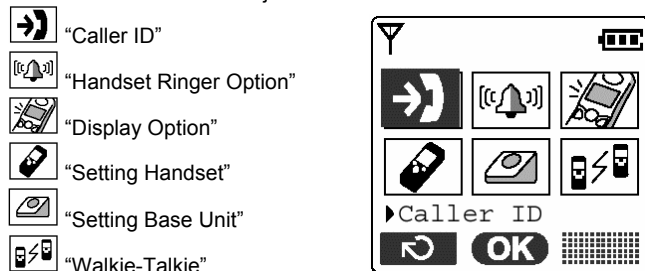 “Caller ID”
“Handset Ringer Option”
“Display Option”
“Setting Handset”
“Setting Base Unit”
“Walkie-Talkie”
Caller ID
OK